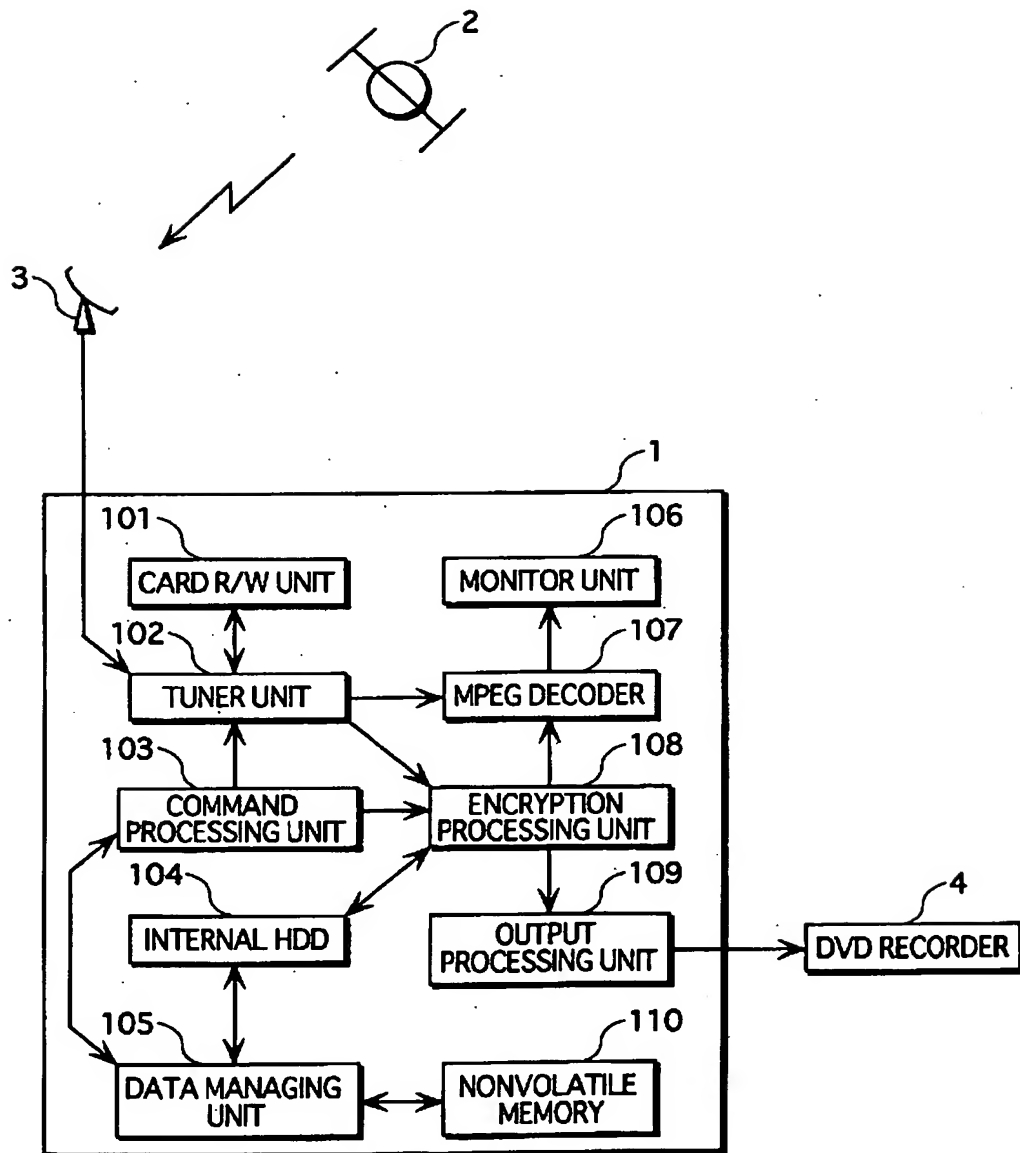 2
3
1
101
CARD R/W UNIT
106
MONITOR UNIT
102
TUNER UNIT
107
MPEG DECODER
103
COMMAND
PROCESSING UNIT
108
ENCRYPTION
PROCESSING UNIT
104
INTERNAL HDD
109
OUTPUT
PROCESSING UNIT
4
DVD RECORDER
105
DATA MANAGING
UNIT
110
NONVOLATILE
MEMORY